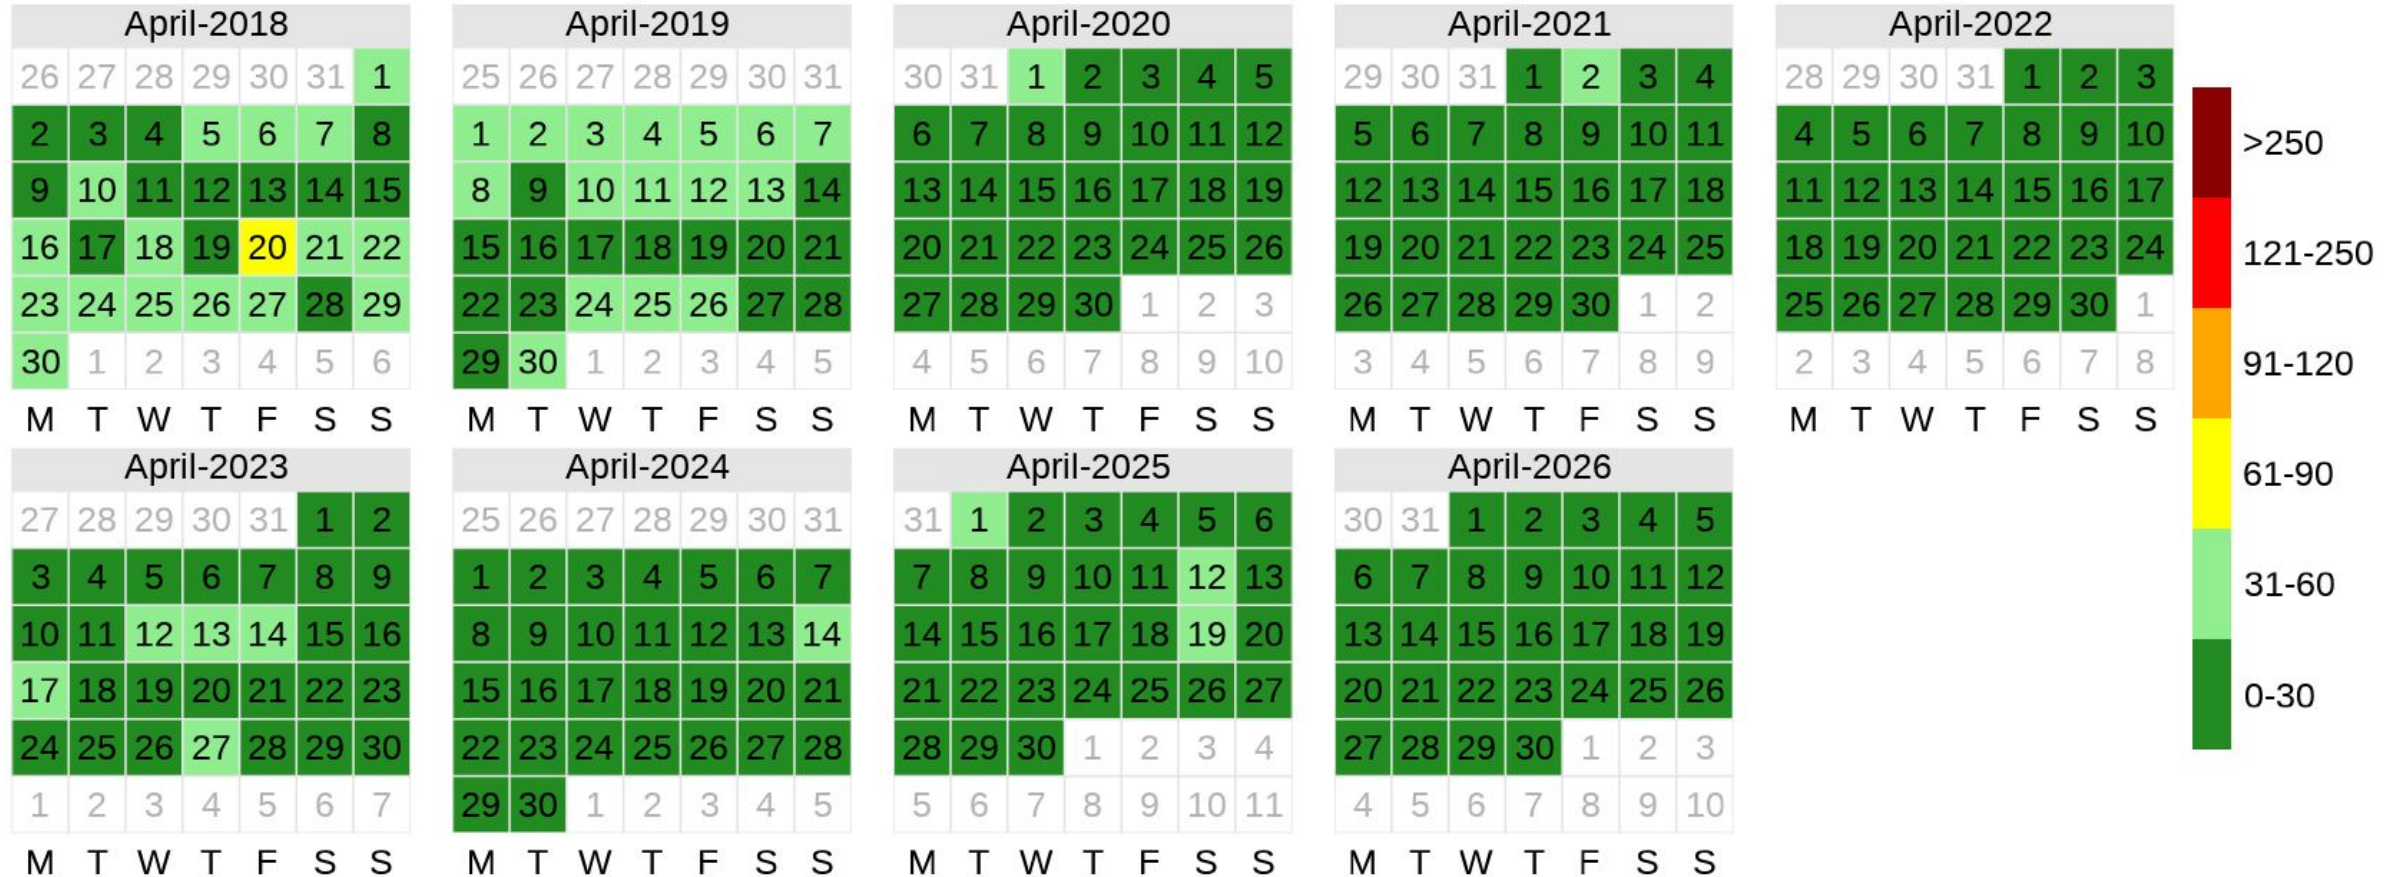 April-2018 April-2019 April-2020 April-2021 April-2022
26 27 28 29 30 31 1 25 26 27 28 29 30 31 30 31 1 2 3 4 5 29 30 31 1 2 3 4 28 29 30 31 1 2 3
2 3 4 5 6 7 8 1 2 3 4 5 6 7 6 7 8 9 10 11 12 5 6 7 8 9 10 11 4 5 6 7 8 9 10 >250
9 10 11 12 13 14 15 8 9 10 11 12 13 14 13 14 15 16 17 18 19 12 13 14 15 16 17 18 11 12 13 14 15 16 17
16 17 18 19 20 21 22 15 16 17 18 19 20 21 20 21 22 23 24 25 26 19 20 21 22 23 24 25 18 19 20 21 22 23 24 121-250
23 24 25 26 27 28 29 22 23 24 25 26 27 28 27 28 29 30 1 2 3 26 27 28 29 30 1 2 25 26 27 28 29 30 1
30 1 2 3 4 5 6 29 30 1 2 3 4 5 4 5 6 7 8 9 10 3 4 5 6 7 8 9 2 3 4 5 6 7 8 91-120
M T W T F S S M T W T F S S M T W T F S S M T W T F S S M T W T F S S
April-2023 April-2024 April-2025 April-2026 61-90
27 28 29 30 31 1 2 25 26 27 28 29 30 31 31 1 2 3 4 5 6 30 31 1 2 3 4 5
3 4 5 6 7 8 9 1 2 3 4 5 6 7 7 8 9 10 11 12 13 6 7 8 9 10 11 12 31-60
10 11 12 13 14 15 16 8 9 10 11 12 13 14 14 15 16 17 18 19 20 13 14 15 16 17 18 19
17 18 19 20 21 22 23 15 16 17 18 19 20 21 21 22 23 24 25 26 27 20 21 22 23 24 25 26 0-30
24 25 26 27 28 29 30 22 23 24 25 26 27 28 28 29 30 1 2 3 4 27 28 29 30 1 2 3
1 2 3 4 5 6 7 29 30 1 2 3 4 5 5 6 7 8 9 10 11 4 5 6 7 8 9 10
M T W T F S S M T W T F S S M T W T F S S M T W T F S S